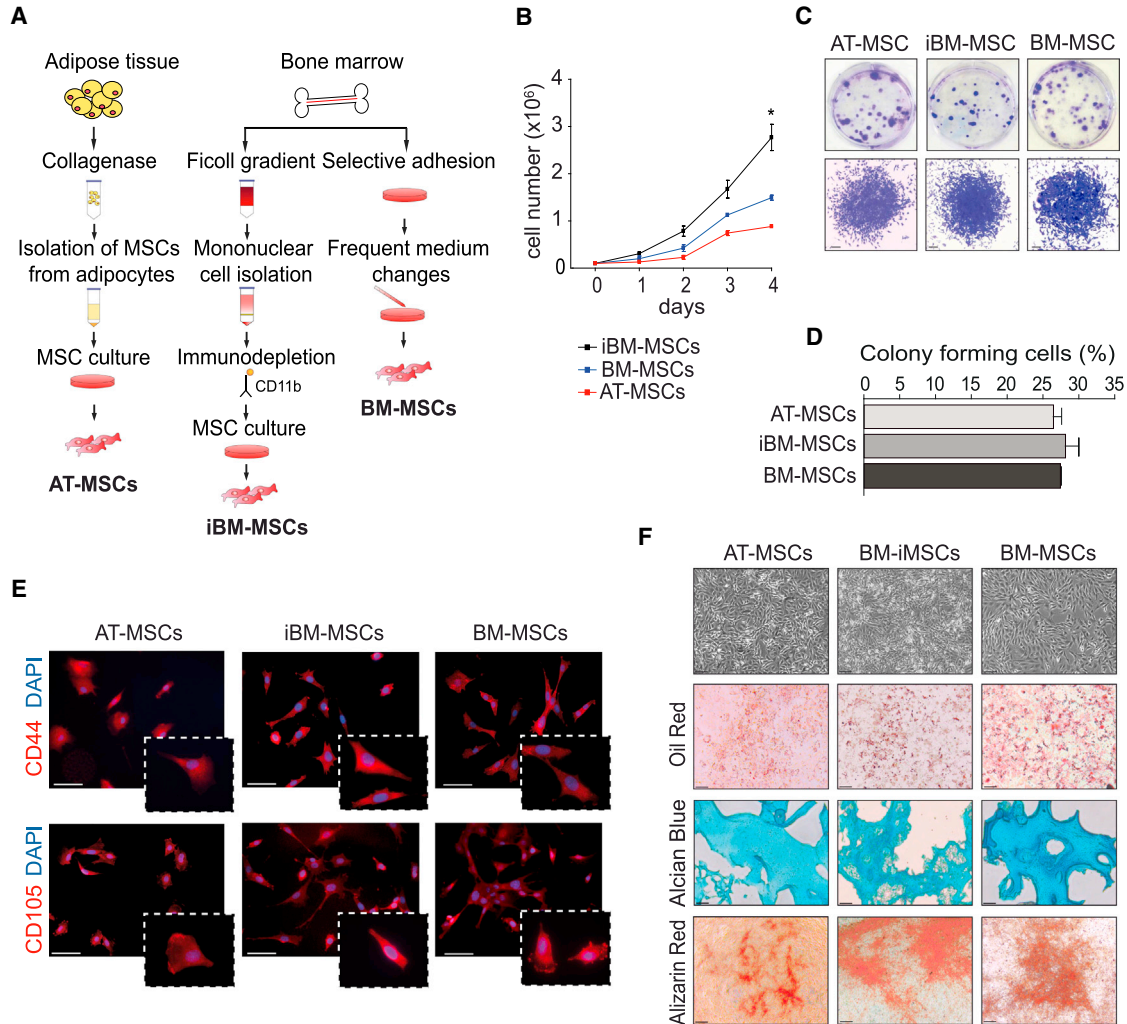 A
Adipose tissue
Bone marrow
Collagenase
Ficoll gradient
Selective adhesion
Isolation of MSCs
from adipocytes
Mononuclear
cell isolation
Frequent medium
changes
MSC culture
Immunodepletion
CD11b
BM-MSCs
MSC culture
AT-MSCs
iBM-MSCs
B
cell number (x10⁶)
4
3
2
1
0
*
0 1 2 3 4
days
iBM-MSCs
BM-MSCs
AT-MSCs
C
AT-MSC iBM-MSC BM-MSC
D
Colony forming cells (%)
0 5 10 15 20 25 30 35
AT-MSCs
iBM-MSCs
BM-MSCs
E
AT-MSCs iBM-MSCs BM-MSCs
CD44 DAPI
CD105 DAPI
F
AT-MSCs BM-iMSCs BM-MSCs
Oil Red
Alcian Blue
Alizarin Red